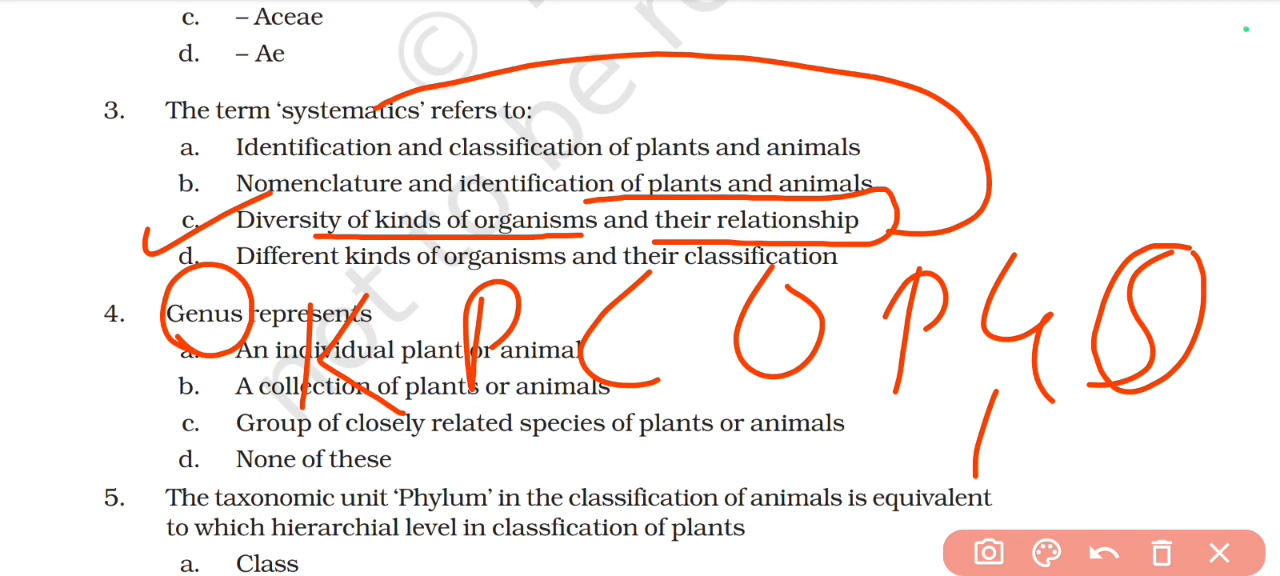 c. – Aceae
d. – Ae
3. The term ‘systematics’ refers to:
a. Identification and classification of plants and animals
b. Nomenclature and identification of plants and animals
c. Diversity of kinds of organisms and their relationship
d. Different kinds of organisms and their classification
4. Genus represents
a. An individual plant or animal
b. A collection of plants or animals
c. Group of closely related species of plants or animals
d. None of these
K P C O F G S
5. The taxonomic unit ‘Phylum’ in the classification of animals is equivalent
to which hierarchial level in classfication of plants
a. Class
© not to be re